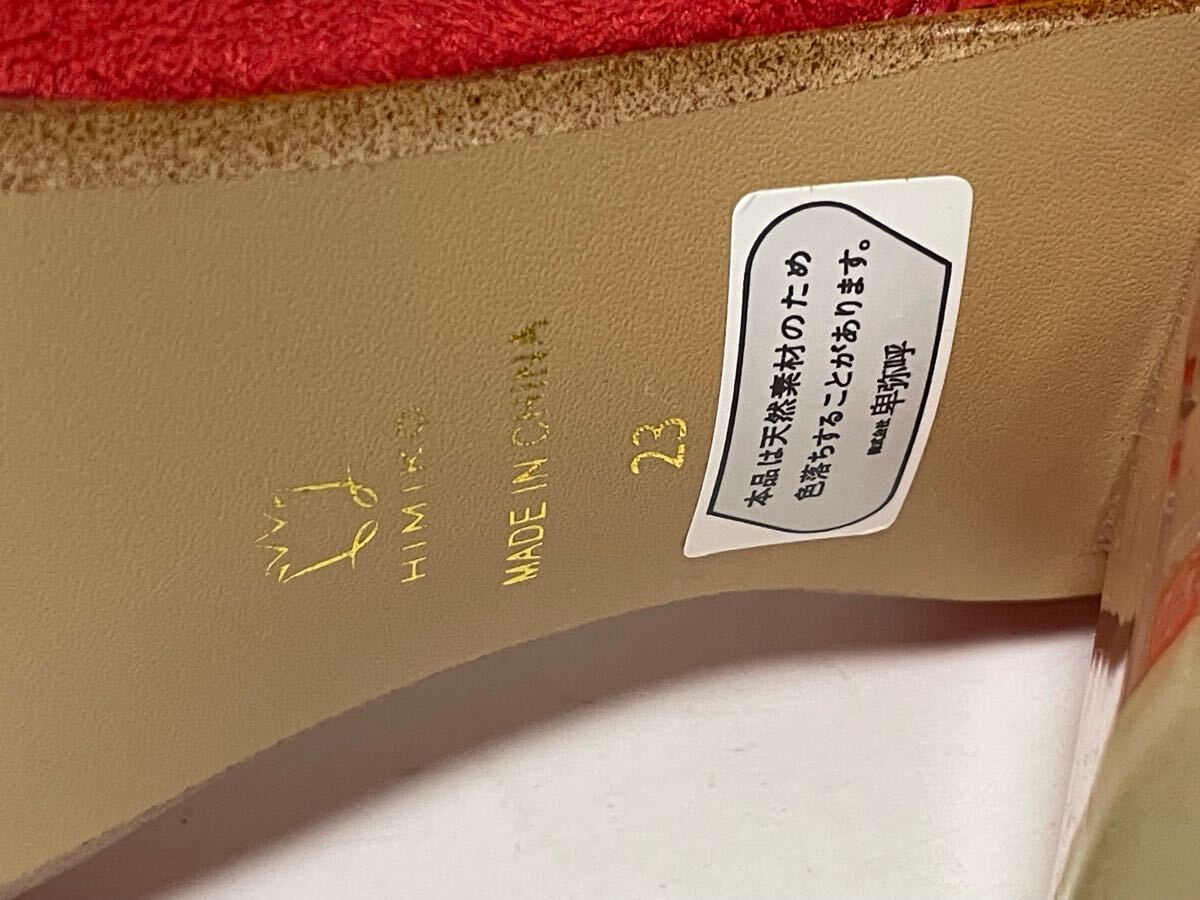 HIMIKO
MADE IN CHINA
23
本品は天然素材のため
色落ちすることがあります。
株式会社 卑弥呼